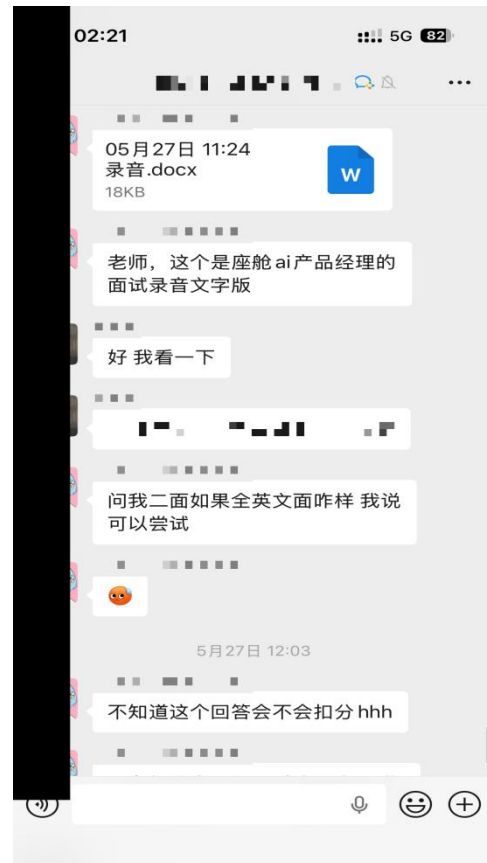 02:21
5G 82
05月27日 11:24
录音.docx
18KB
W
老师，这个是座舱ai产品经理的
面试录音文字版
好 我看一下
问我二面如果全英文面咋样 我说
可以尝试
5月27日 12:03
不知道这个回答会不会扣分 hhh